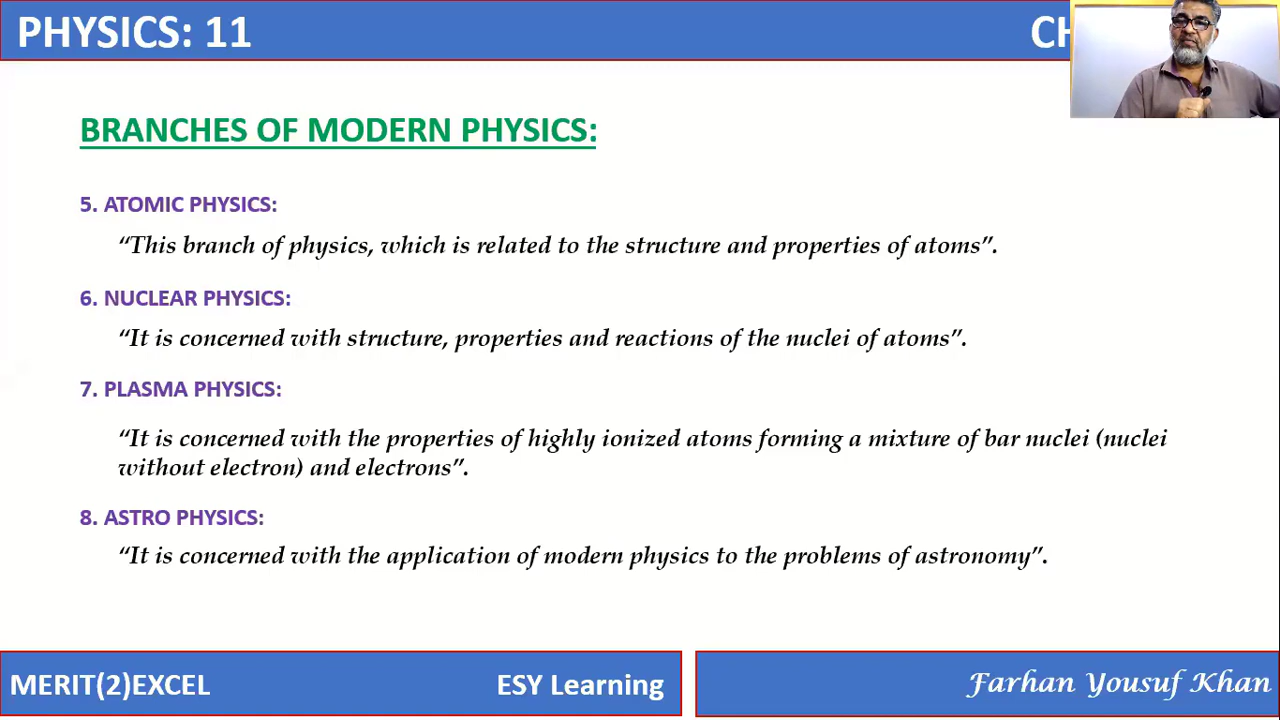 PHYSICS: 11
CH
BRANCHES OF MODERN PHYSICS:
5. ATOMIC PHYSICS:
“This branch of physics, which is related to the structure and properties of atoms”.
6. NUCLEAR PHYSICS:
“It is concerned with structure, properties and reactions of the nuclei of atoms”.
7. PLASMA PHYSICS:
“It is concerned with the properties of highly ionized atoms forming a mixture of bar nuclei (nuclei
without electron) and electrons”.
8. ASTRO PHYSICS:
“It is concerned with the application of modern physics to the problems of astronomy”.
MERIT(2)EXCEL
ESY Learning
Farhan Yousuf Khan